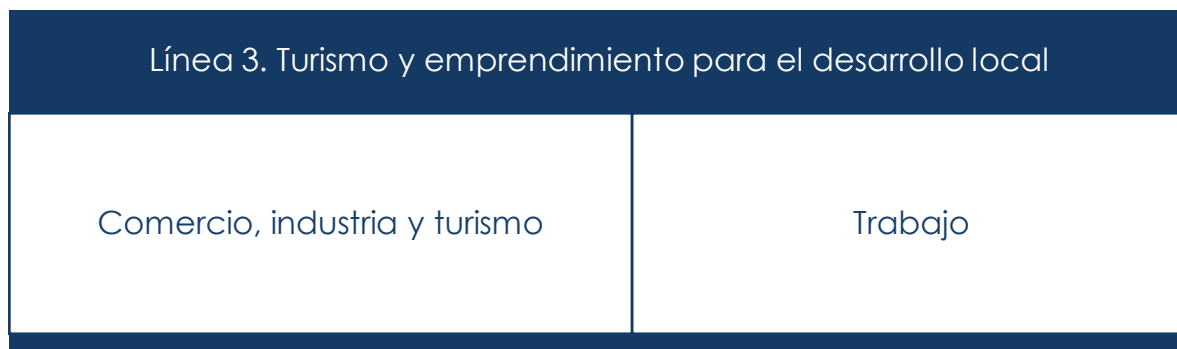 Línea 3. Turismo y emprendimiento para el desarrollo local
Comercio, industria y turismo
Trabajo